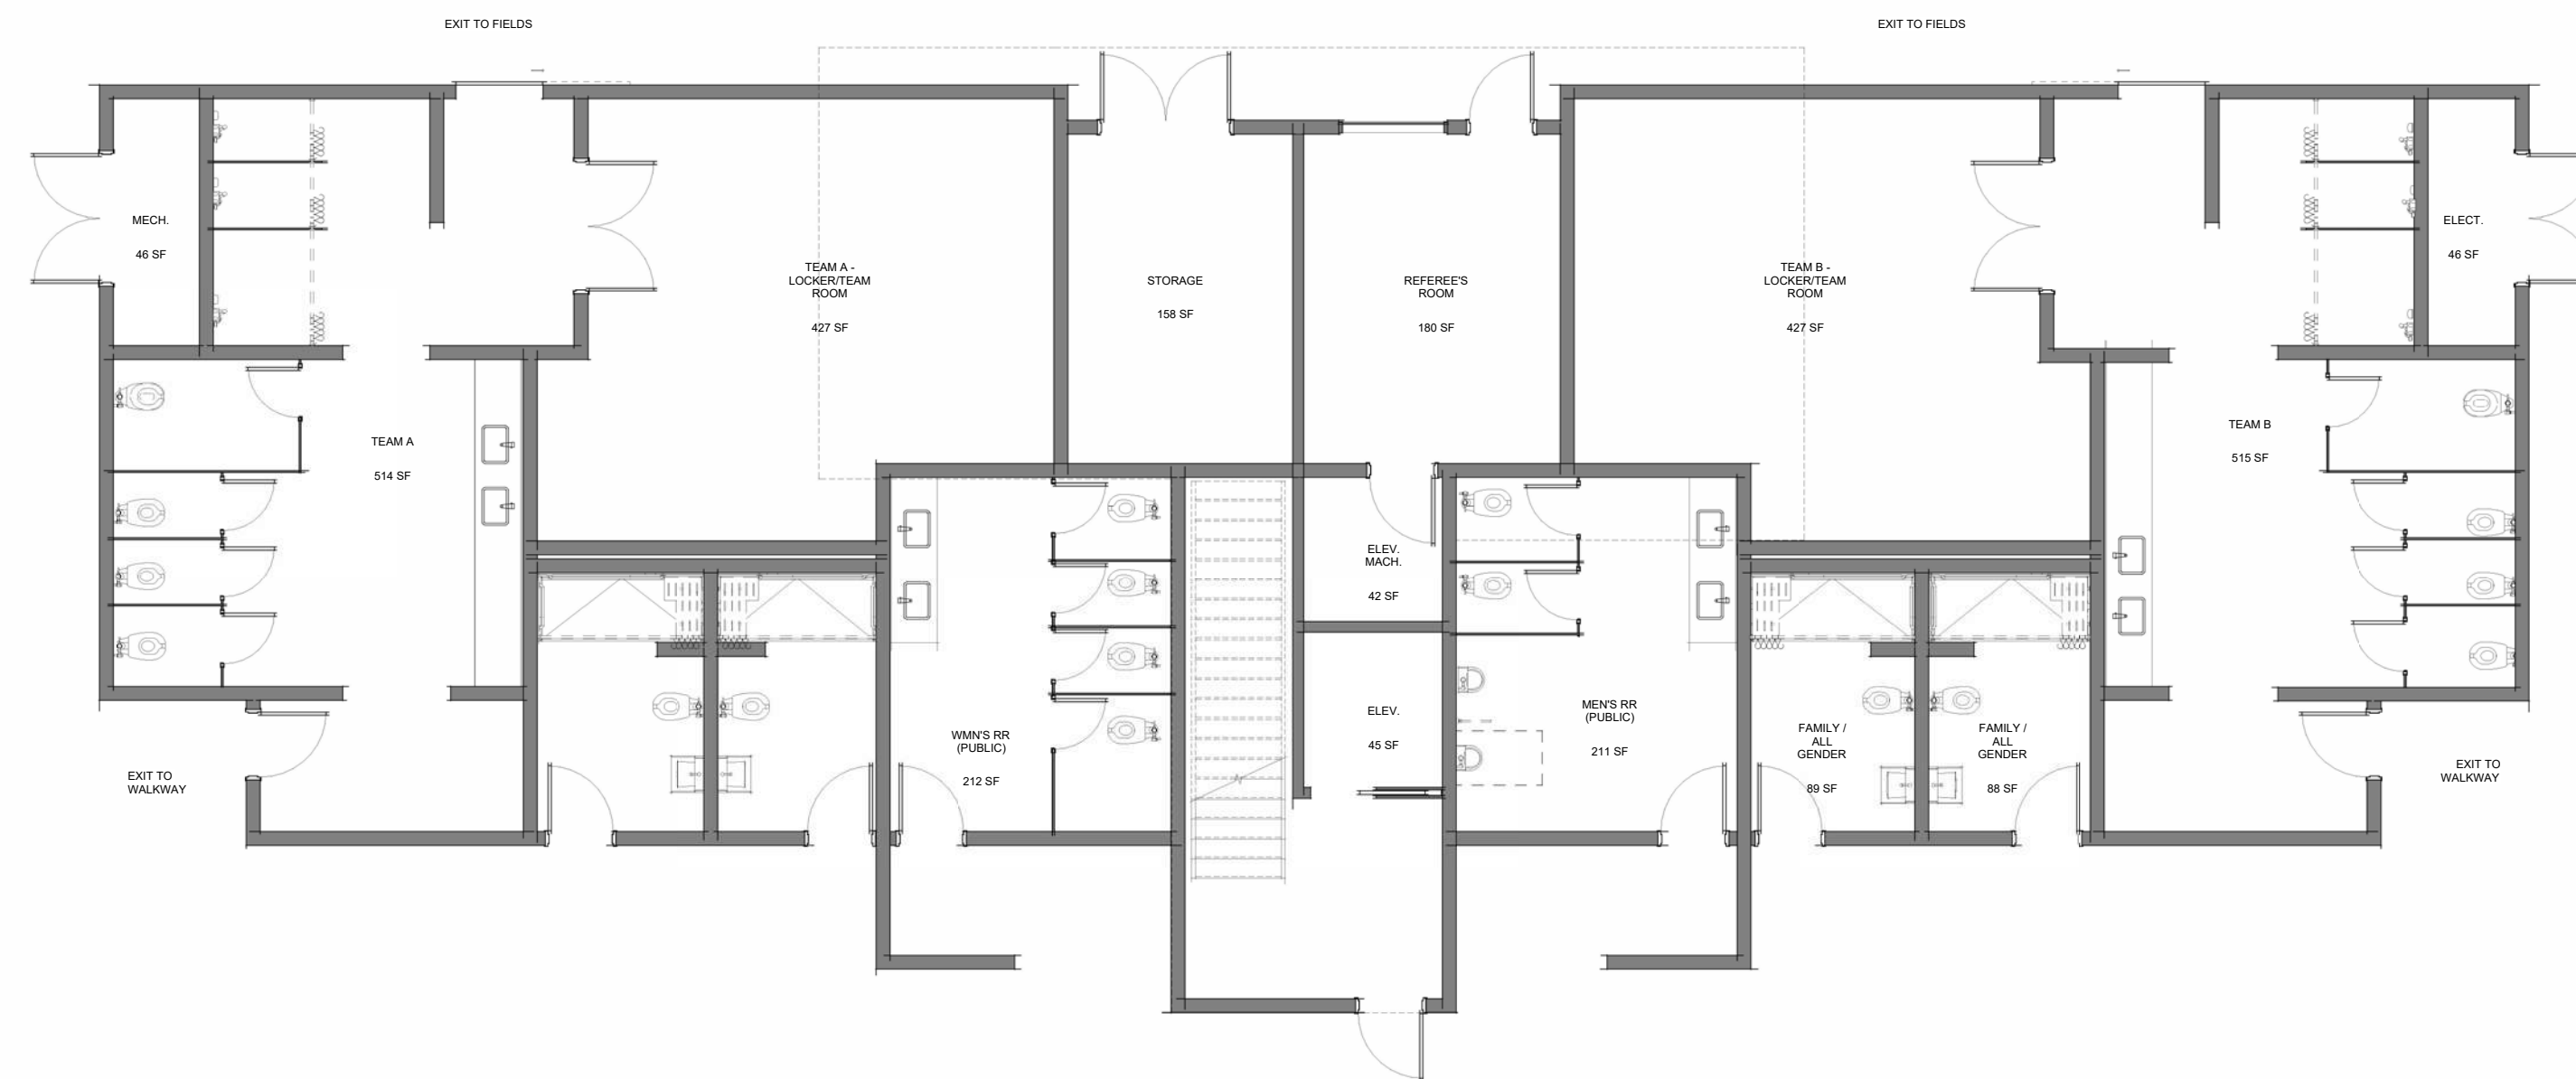 EXIT TO FIELDS
EXIT TO FIELDS
MECH.
46 SF
TEAM A -
LOCKER/TEAM
ROOM
427 SF
STORAGE
158 SF
REFEREE'S
ROOM
180 SF
TEAM B -
LOCKER/TEAM
ROOM
427 SF
ELECT.
46 SF
TEAM A
514 SF
TEAM B
515 SF
ELEV.
MACH.
42 SF
WMN'S RR
(PUBLIC)
212 SF
ELEV.
45 SF
MEN'S RR
(PUBLIC)
211 SF
FAMILY /
ALL
GENDER
89 SF
FAMILY /
ALL
GENDER
88 SF
EXIT TO
WALKWAY
EXIT TO
WALKWAY